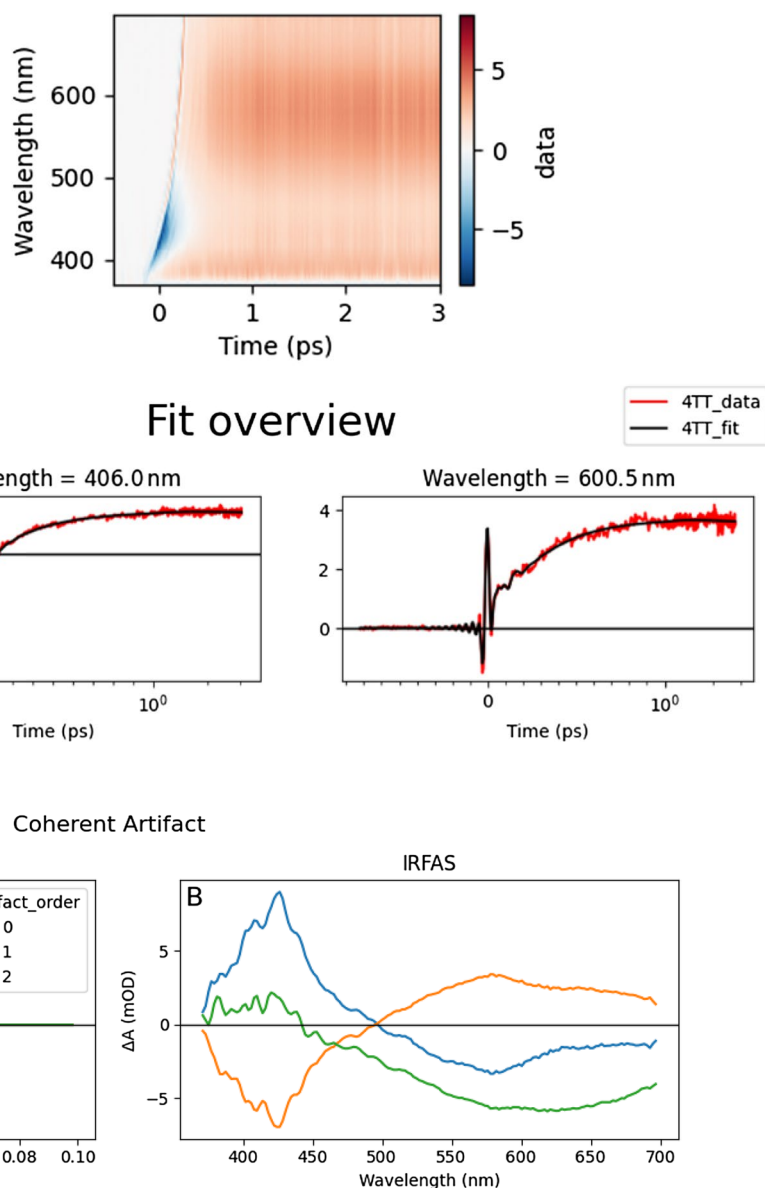 600
500
400
Wavelength (nm)
0 1 2 3
Time (ps)
5
0
−5
data
Fit overview
4TT_data
4TT_fit
ength = 406.0 nm
10⁰
Time (ps)
Wavelength = 600.5 nm
4
2
0
0 10⁰
Time (ps)
Coherent Artifact
fact_order
0
1
2
0.08 0.10
IRFAS
B
5
0
−5
ΔA (mOD)
400 450 500 550 600 650 700
Wavelength (nm)